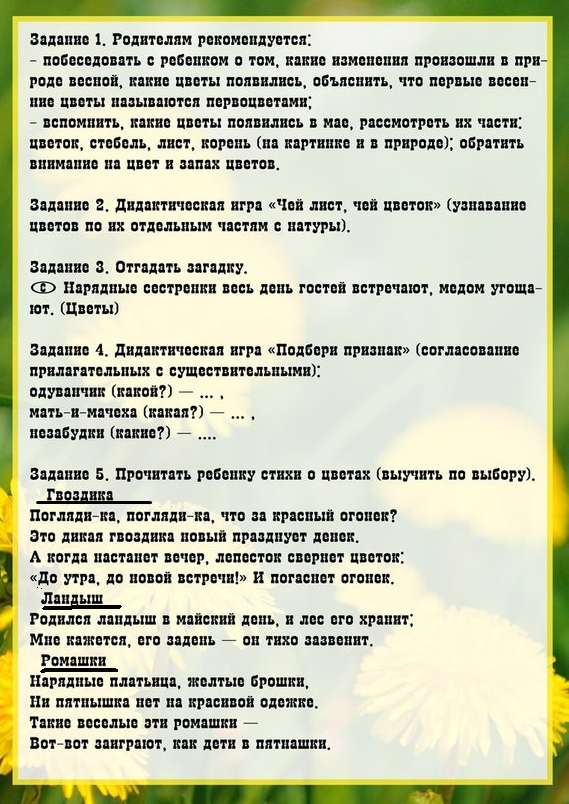 Задание 1. Родителям рекомендуется:
- побеседовать с ребенком о том, какие изменения произошли в при-
роде весной, какие цветы появились, объяснить, что первые весен-
ние цветы называются первоцветами;
- вспомнить, какие цветы появились в мае, рассмотреть их части:
цветок, стебель, лист, корень (на картинке и в природе); обратить
внимание на цвет и запах цветов.
Задание 2. Дидактическая игра «Чей лист, чей цветок» (узнавание
цветов по их отдельным частям с натуры).
Задание 3. Отгадать загадку.
С Нарядные сестренки весь день гостей встречают, медом угоща-
ют. (Цветы)
Задание 4. Дидактическая игра «Подбери признак» (согласование
прилагательных с существительными):
одуванчик (какой?) — ... ,
мать-и-мачеха (какая?) — ... ,
незабудки (какие?) — ....
Задание 5. Прочитать ребенку стихи о цветах (выучить по выбору).
Гвоздика
Погляди-ка, погляди-ка, что за красный огонек?
Это дикая гвоздика новый празднует денек.
А когда настанет вечер, лепесток свернет цветок:
«До утра, до новой встречи!» И погаснет огонек.
Ландыш
Родился ландыш в майский день, и лес его хранит;
Мне кажется, его задень — он тихо зазвенит.
Ромашки
Нарядные платьица, желтые брошки,
Ни пятнышка нет на красивой одежке.
Такие веселые эти ромашки —
Вот-вот заиграют, как дети в пятнашки.